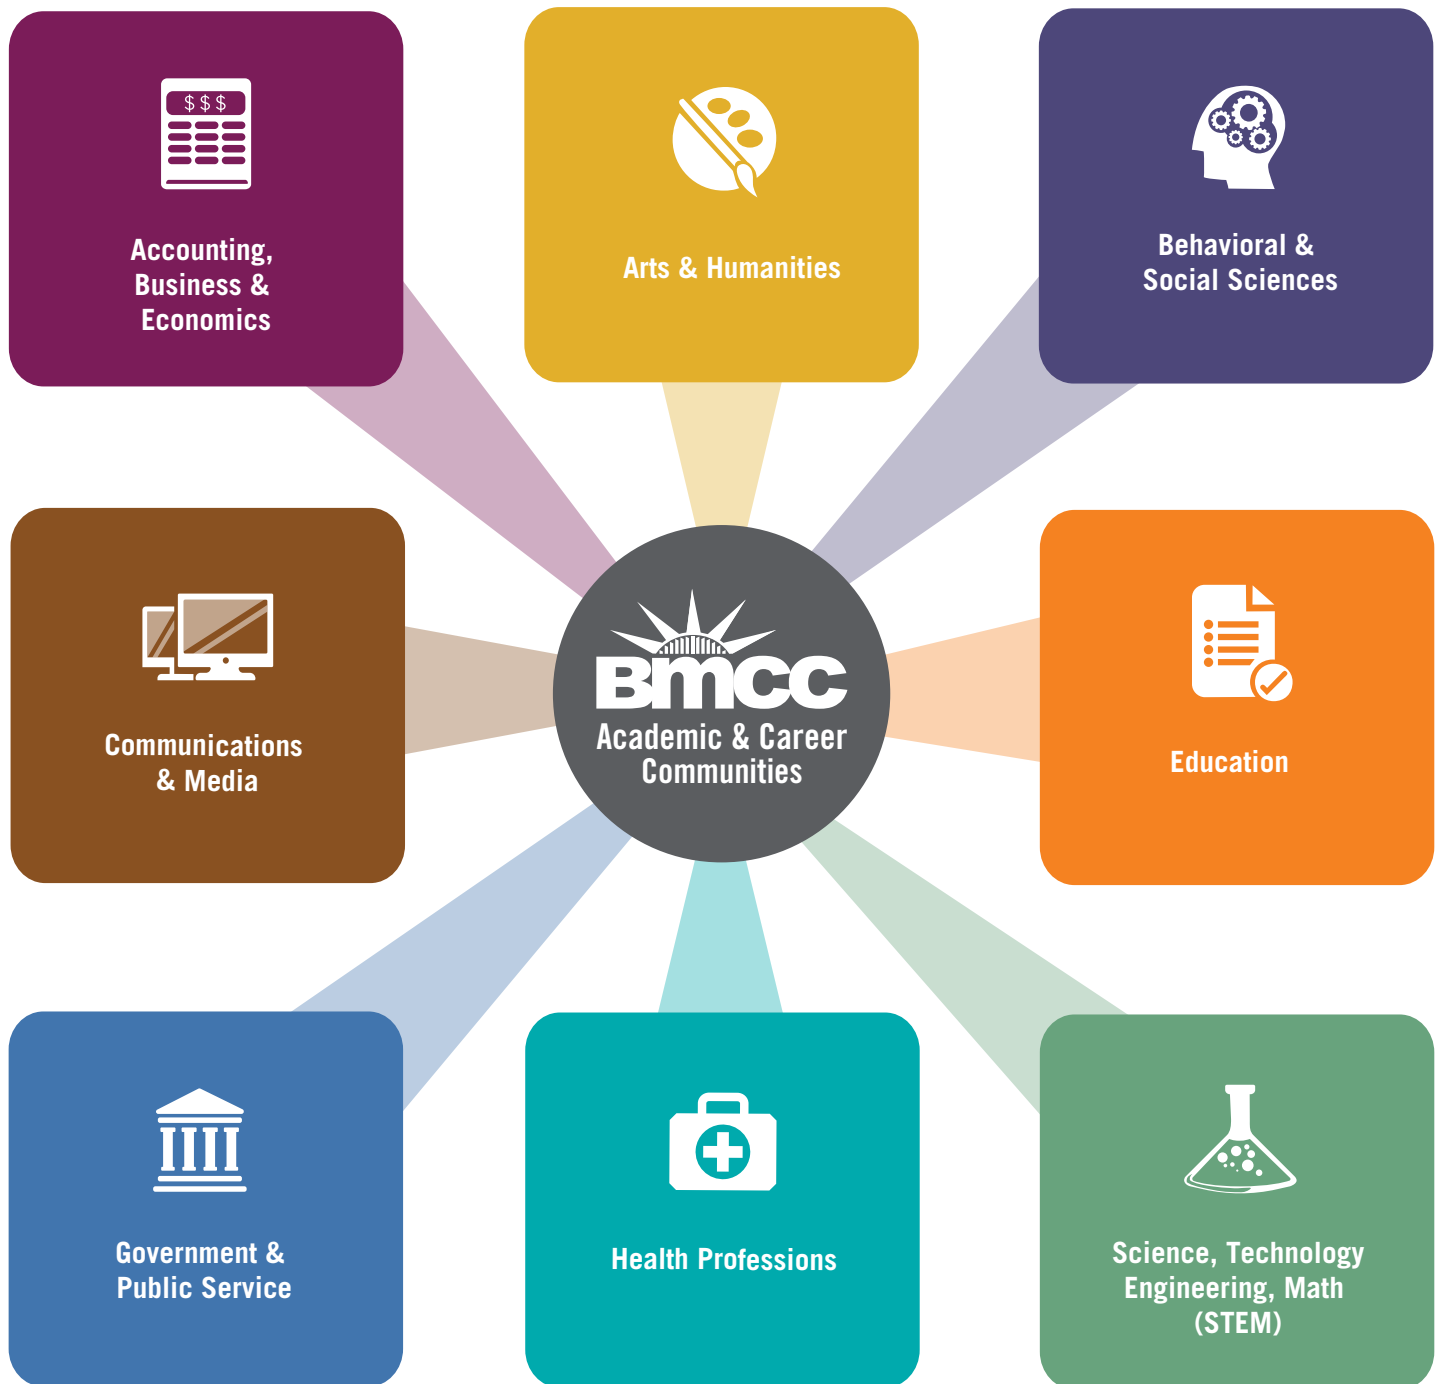 $ $ $
Accounting,
Business &
Economics
Arts & Humanities
Behavioral &
Social Sciences
Communications
& Media
BMCC
Academic & Career
Communities
Education
Government &
Public Service
Health Professions
Science, Technology
Engineering, Math
(STEM)